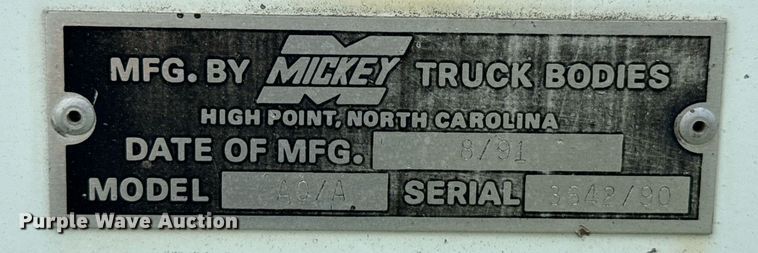 MFG. BY MICKEY TRUCK BODIES
HIGH POINT, NORTH CAROLINA
DATE OF MFG. 8/91
MODEL AQ/A SERIAL 3642/90
Purple Wave Auction